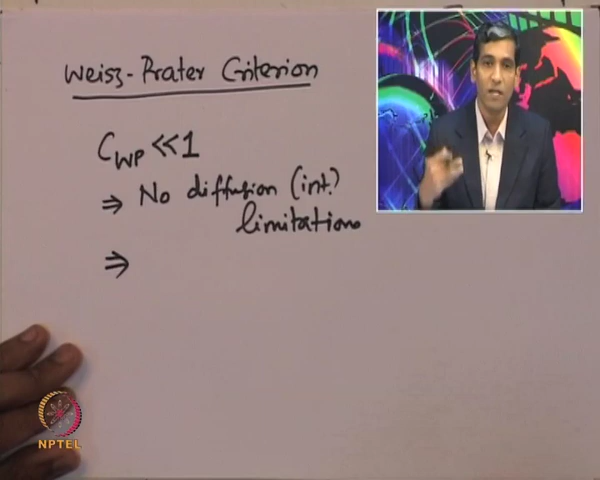 Weisz-Prater Criterion
C_WP << 1
⇒ No diffusion (int.)
limitations
⇒
NPTEL